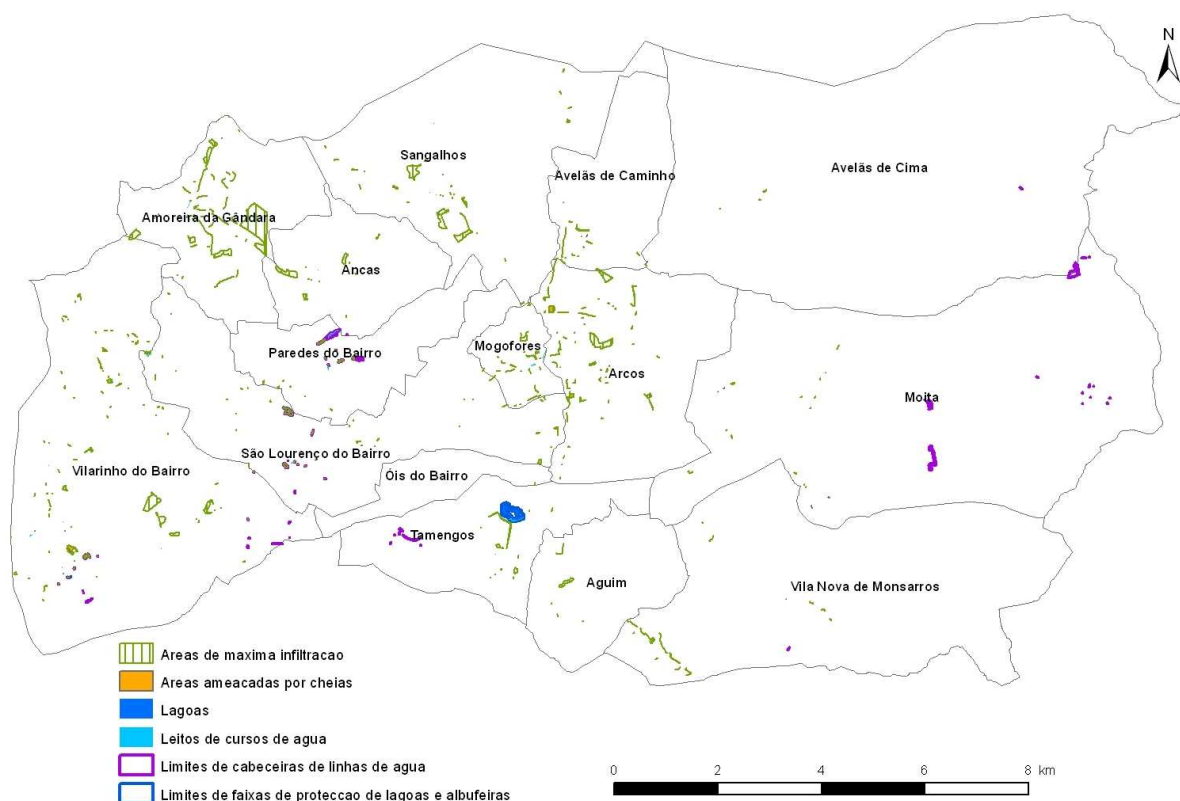 N
Sangalhos
Avelãs de Caminho
Avelãs de Cima
Amoreira da Gândara
Ancas
Paredes do Bairro
Mogofores
Arcos
Moita
Vilarinho do Bairro
São Lourenço do Bairro
Óis do Bairro
Tamengos
Aguim
Vila Nova de Monsarros
Areas de maxima infiltracao
Areas ameacadas por cheias
Lagoas
Leitos de cursos de agua
Limites de cabeceiras de linhas de agua
Limites de faixas de proteccao de lagoas e albufeiras
0 2 4 6 8 km